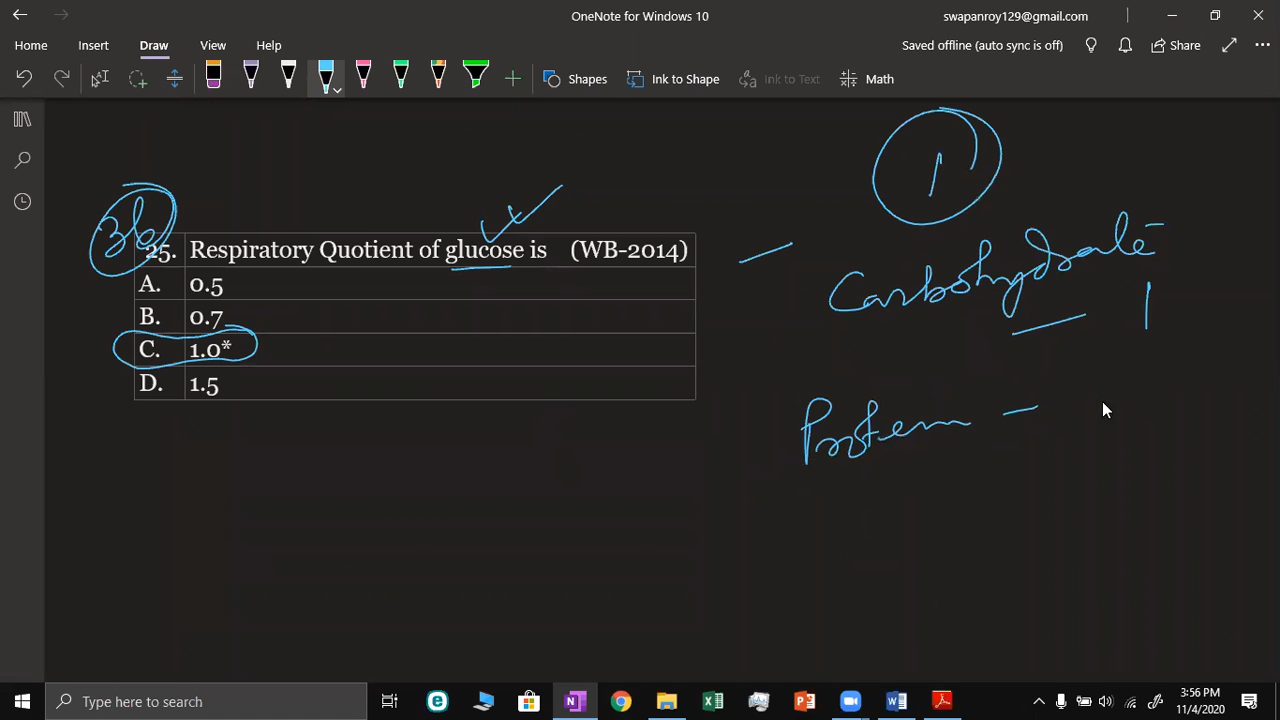 OneNote for Windows 10
swapanroy129@gmail.com
Home Insert Draw View Help
Saved offline (auto sync is off)
Share
Shapes
Ink to Shape
Ink to Text
Math
1
25. Respiratory Quotient of glucose is (WB-2014)
A. 0.5
B. 0.7
C. 1.0*
D. 1.5
Carbohydrate
— 1
Protein —
Type here to search
3:56 PM
11/4/2020